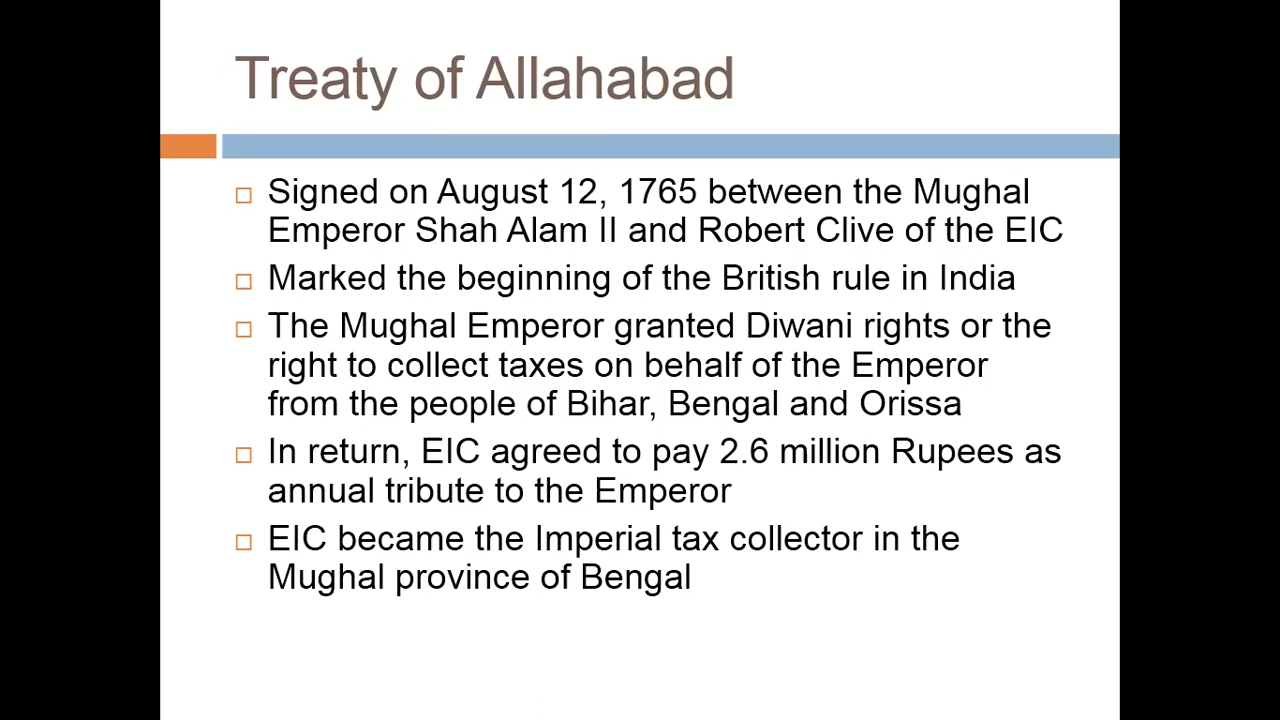 Treaty of Allahabad
Signed on August 12, 1765 between the Mughal
Emperor Shah Alam II and Robert Clive of the EIC
Marked the beginning of the British rule in India
The Mughal Emperor granted Diwani rights or the
right to collect taxes on behalf of the Emperor
from the people of Bihar, Bengal and Orissa
In return, EIC agreed to pay 2.6 million Rupees as
annual tribute to the Emperor
EIC became the Imperial tax collector in the
Mughal province of Bengal